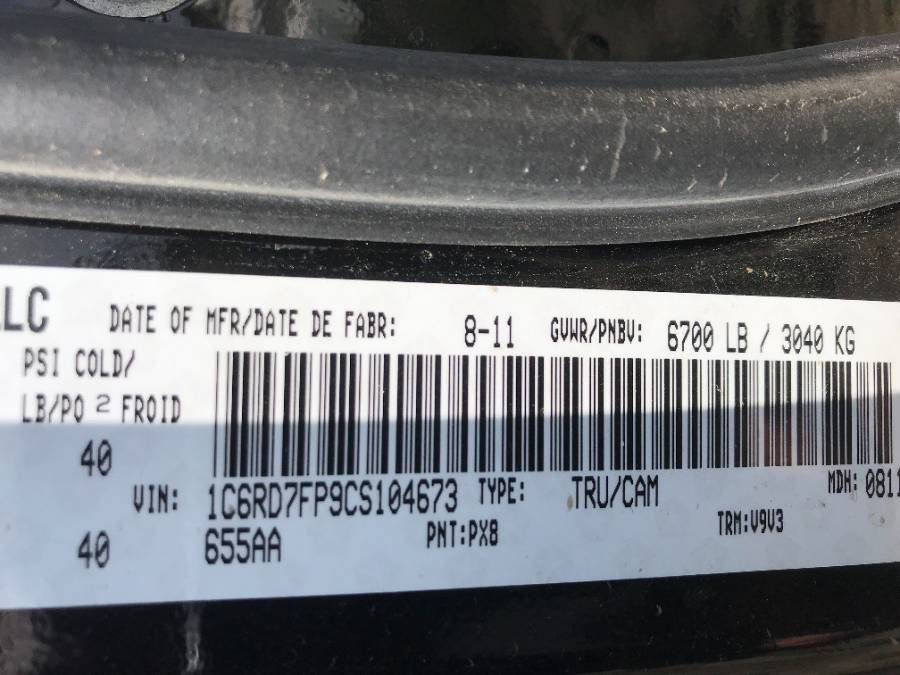 LLC DATE OF MFR/DATE DE FABR: 8-11 GVWR/PNBV: 6700 LB / 3040 KG
PSI COLD/
LB/PO 2 FROID
40
VIN: 1C6RD7FP9CS104673 TYPE: TRU/CAM MDH: 0811
40 655AA PNT:PX8 TRM:V9V3